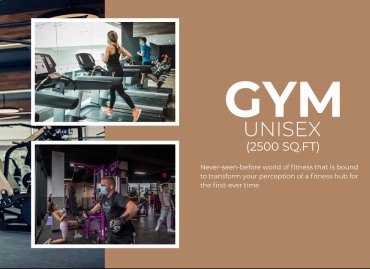 GYM
UNISEX
(2500 SQ.FT)
Never-seen-before world of fitness that is bound
to transform your perception of a fitness hub for
the first-ever time